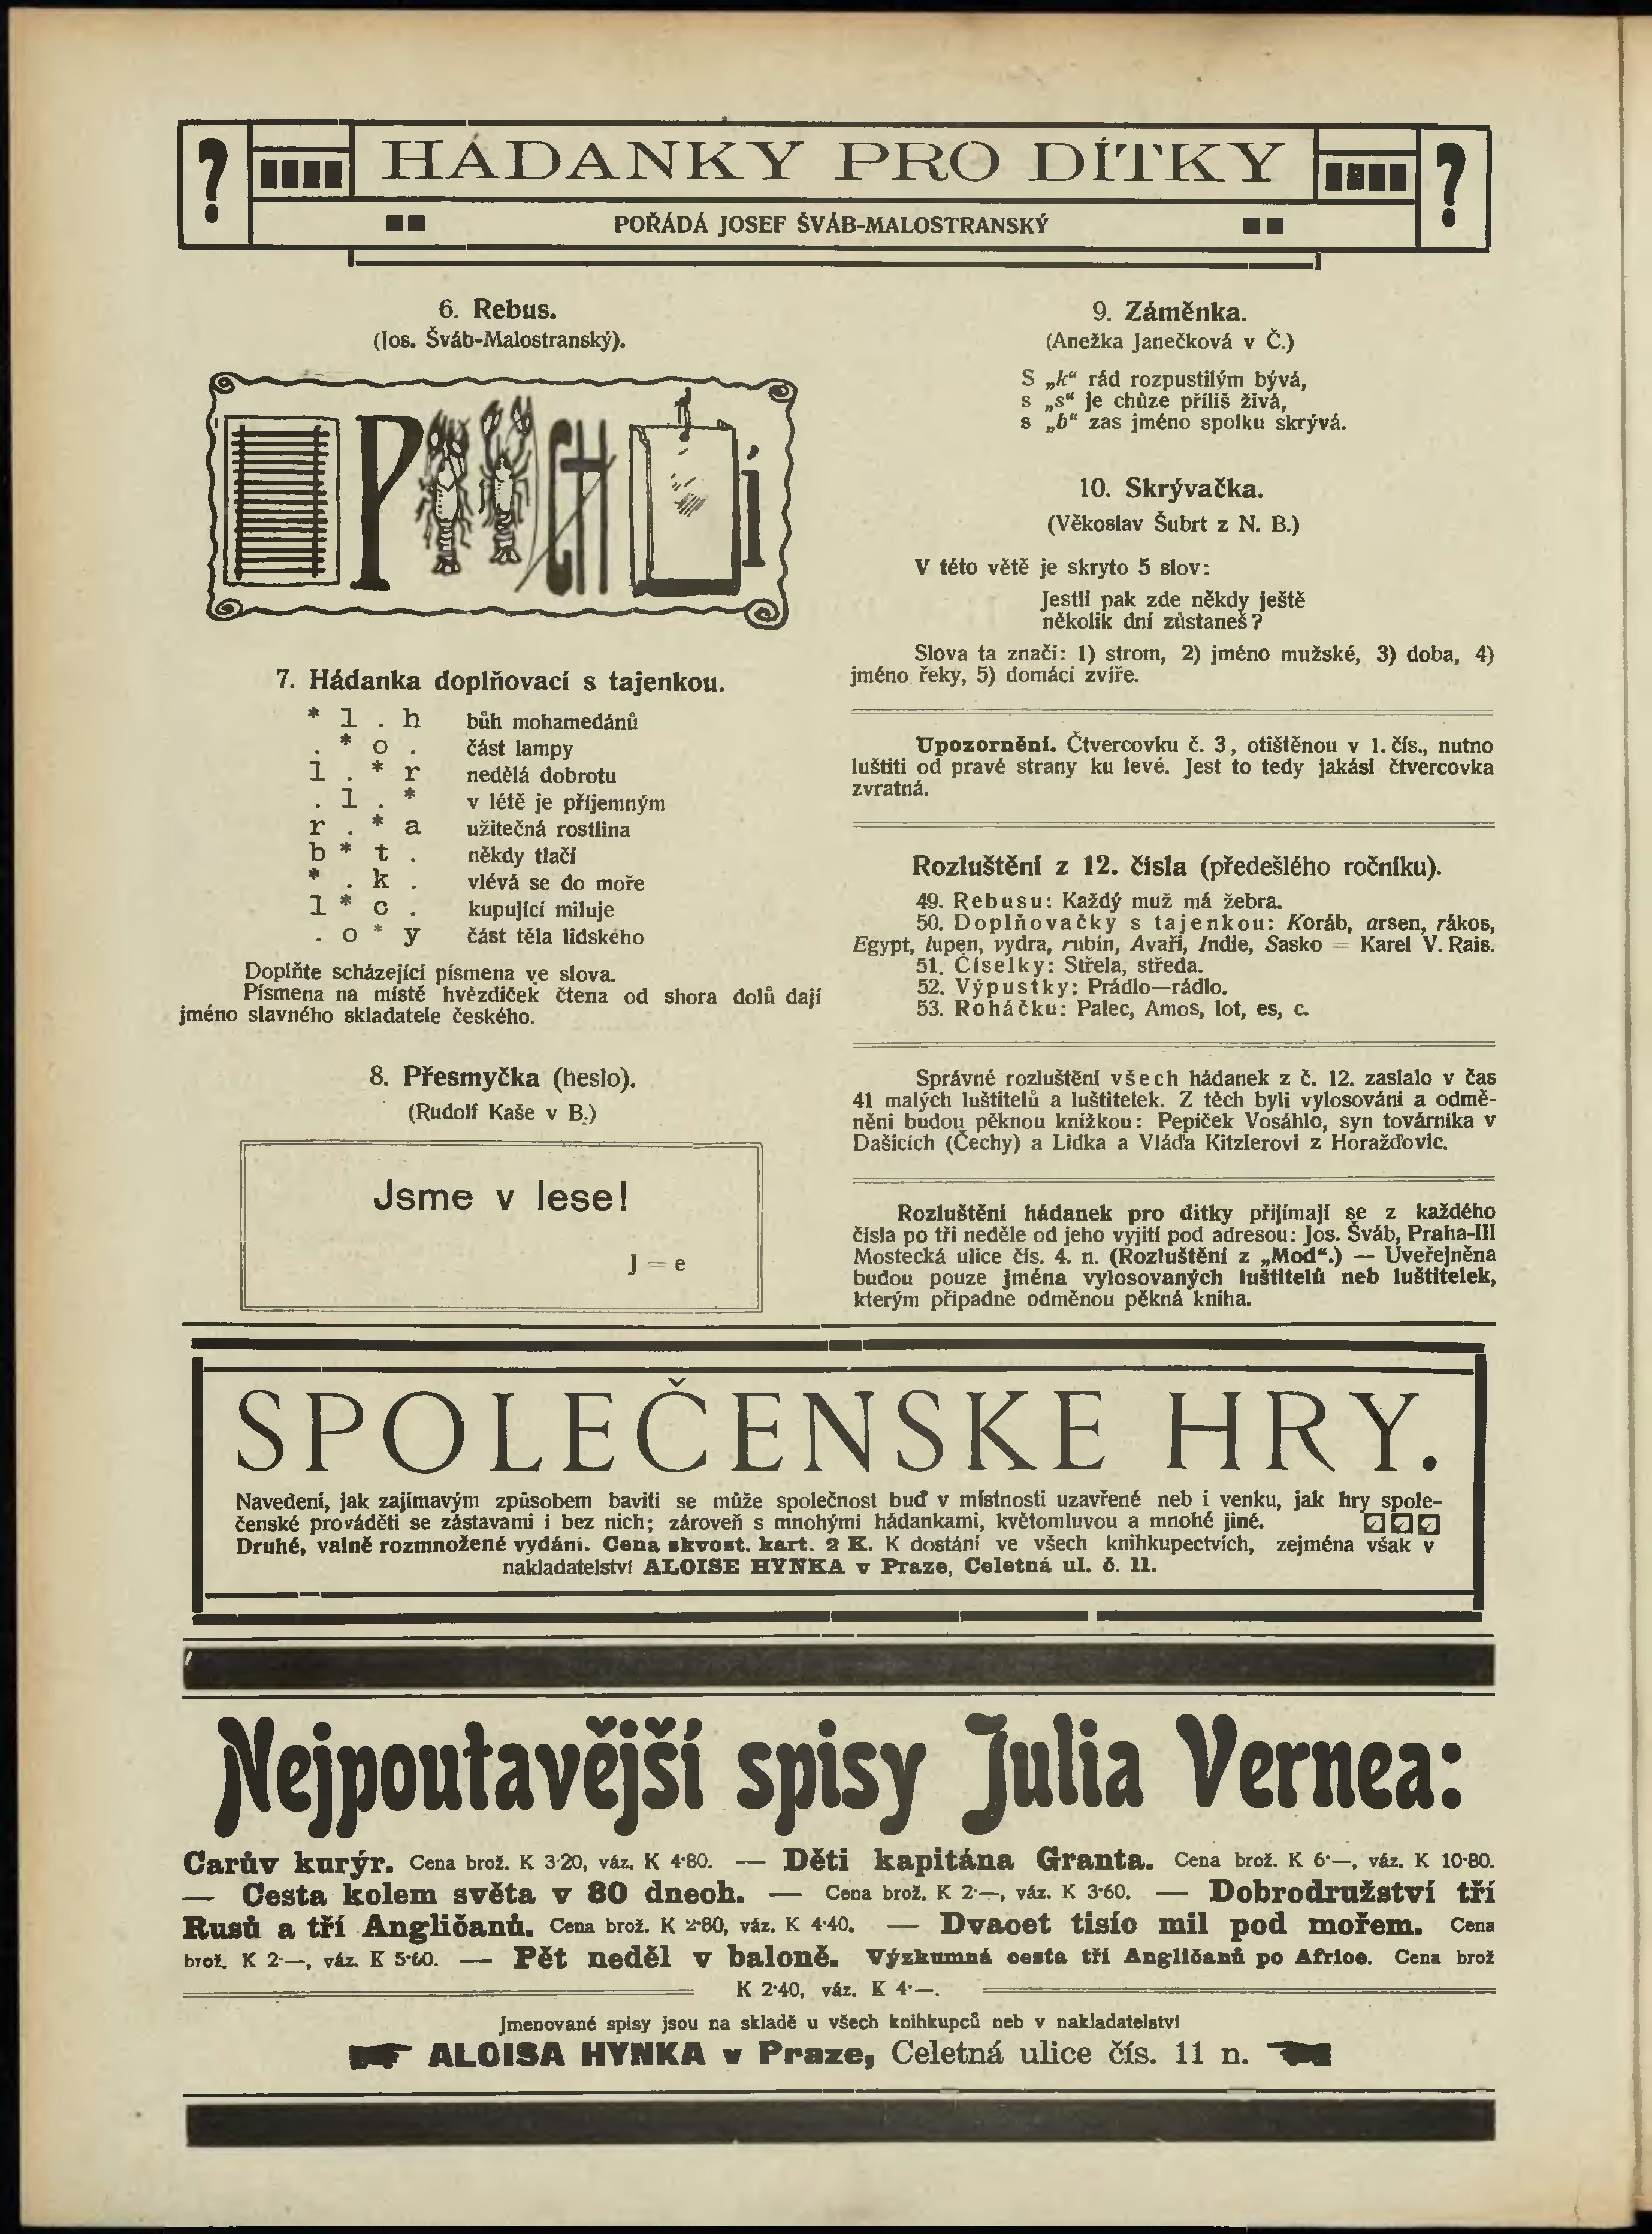 ?
HÁDANKY PRO DÍTKY
POŘÁDÁ JOSEF ŠVÁB-MALOSTRANSKÝ
?
6. Rebus.
(Jos. Šváb-Malostranský).
P CH Í
7. Hádanka doplňovací s tajenkou.
* l . h bůh mohamedánů
. * o . část lampy
l . * r nedělá dobrotu
. l . * v létě je příjemným
r . * a užitečná rostlina
b * t . někdy tlačí
* . k . vlévá se do moře
l * c . kupující miluje
. o * y část těla lidského
Doplňte scházející písmena ve slova.
Písmena na místě hvězdiček čtena od shora dolů dají
jméno slavného skladatele českého.
8. Přesmyčka (heslo).
(Rudolf Kaše v B.)
Jsme v lese!
J = e
9. Záměnka.
(Anežka Janečková v Č.)
S „k“ rád rozpustilým bývá,
s „s“ je chůze příliš živá,
s „b“ zas jméno spolku skrývá.
10. Skrývačka.
(Věkoslav Šubrt z N. B.)
V této větě je skryto 5 slov:
Jestli pak zde někdy ještě
několik dní zůstaneš?
Slova ta značí: 1) strom, 2) jméno mužské, 3) doba, 4)
jméno řeky, 5) domácí zvíře.
Upozornění. Čtvercovku č. 3, otištěnou v 1. čís., nutno
luštiti od pravé strany ku levé. Jest to tedy jakási čtvercovka
zvratná.
Rozluštění z 12. čísla (předešlého ročníku).
49. Rebusu: Každý muž má žebra.
50. Doplňovačky s tajenkou: Koráb, arsen, rákos,
Egypt, lupen, vydra, rubín, Avaři, Indie, Sasko = Karel V. Rais.
51. Číselky: Střela, středa.
52. Výpustky: Prádlo—rádlo.
53. Roháčku: Palec, Amos, lot, es, c.
Správné rozluštění všech hádanek z č. 12. zaslalo v čas
41 malých luštitelů a luštitelek. Z těch byli vylosováni a odmě-
něni budou pěknou knížkou: Pepíček Vosáhlo, syn továrníka v
Dašicích (Čechy) a Lidka a Vláďa Kitzlerovi z Horažďovic.
Rozluštění hádanek pro dítky přijímají se z každého
čísla po tři neděle od jeho vyjití pod adresou: Jos. Šváb, Praha-III
Mostecká ulice čís. 4. n. (Rozluštění z „Mod“.) — Uveřejněna
budou pouze jména vylosovaných luštitelů neb luštitelek,
kterým připadne odměnou pěkná kniha.
SPOLEČENSKE HRY.
Navedení, jak zajímavým způsobem baviti se může společnost buď v místnosti uzavřené neb i venku, jak hry spole-
čenské prováděti se zástavami i bez nich; zároveň s mnohými hádankami, květomluvou a mnohé jiné.
Druhé, valně rozmnožené vydání. Cena skvost. kart. 2 K. K dostání ve všech knihkupectvích, zejména však v
nakladatelství ALOISE HYNKA v Praze, Celetná ul. č. 11.
Nejpoutavější spisy Julia Vernea:
Carův kurýr. Cena brož. K 3·20, váz. K 4·80. — Děti kapitána Granta. Cena brož. K 6·—, váz. K 10·80.
— Cesta kolem světa v 80 dnech. — Cena brož. K 2·—, váz. K 3·60. — Dobrodružství tří
Rusů a tří Angličanů. Cena brož. K 2·80, váz. K 4·40. — Dvacet tisíc mil pod mořem. Cena
brož. K 2·—, váz. K 5·60. — Pět neděl v baloně. Výzkumná cesta tří Angličanů po Africe. Cena brož
K 2·40, váz. K 4·—.
Jmenované spisy jsou na skladě u všech knihkupců neb v nakladatelství
ALOISA HYNKA v Praze, Celetná ulice čís. 11 n.